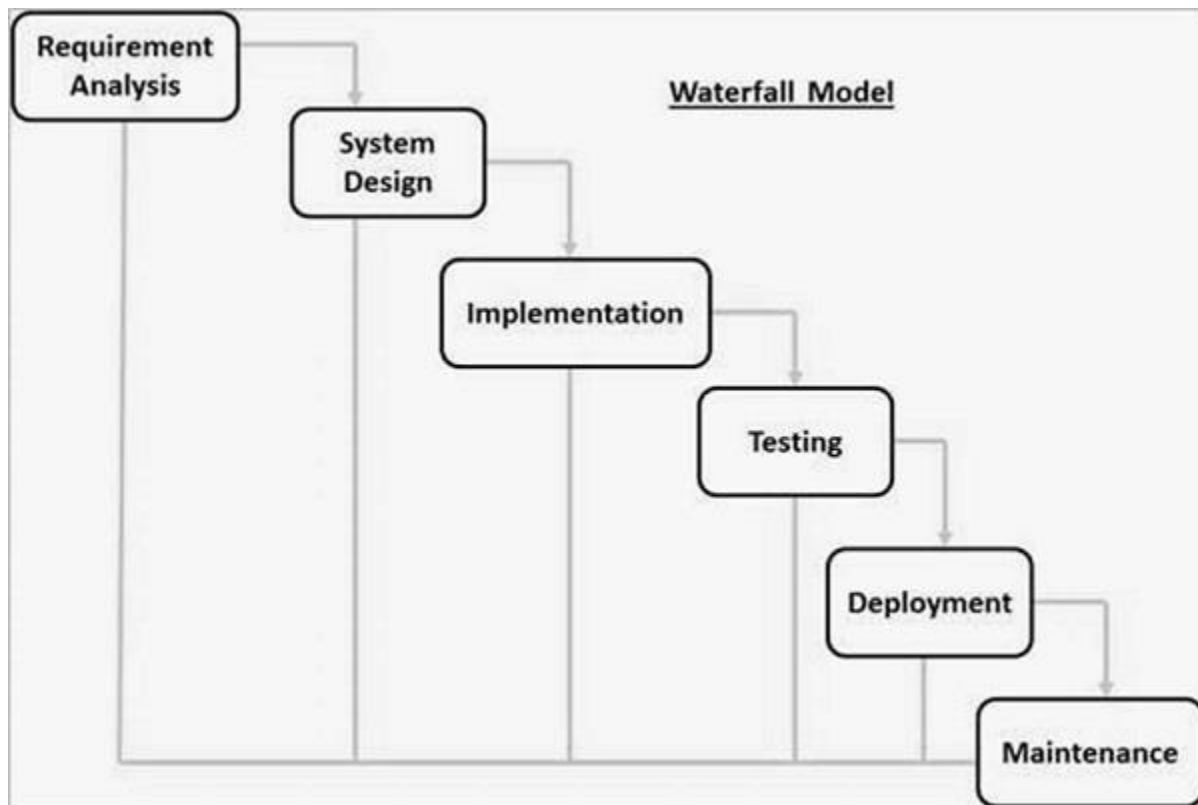 Requirement
Analysis
Waterfall Model
System
Design
Implementation
Testing
Deployment
Maintenance